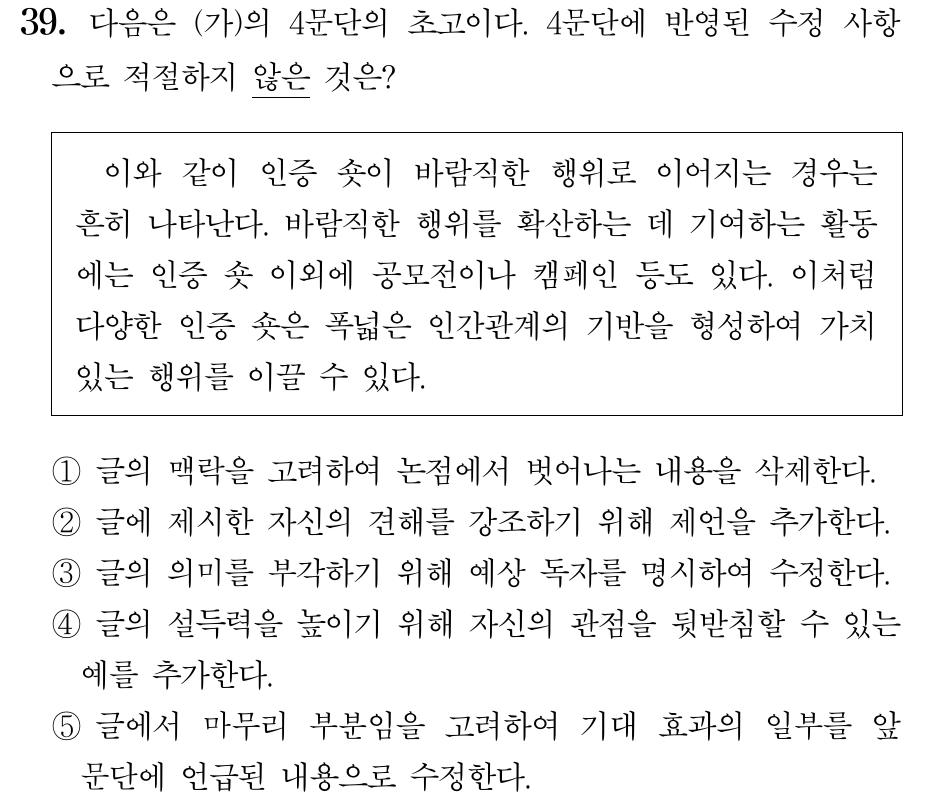 39. 다음은 (가)의 4문단의 초고이다. 4문단에 반영된 수정 사항
으로 적절하지 않은 것은?
이와 같이 인증 숏이 바람직한 행위로 이어지는 경우는
흔히 나타난다. 바람직한 행위를 확산하는 데 기여하는 활동
에는 인증 숏 이외에 공모전이나 캠페인 등도 있다. 이처럼
다양한 인증 숏은 폭넓은 인간관계의 기반을 형성하여 가치
있는 행위를 이끌 수 있다.
① 글의 맥락을 고려하여 논점에서 벗어나는 내용을 삭제한다.
② 글에 제시한 자신의 견해를 강조하기 위해 제언을 추가한다.
③ 글의 의미를 부각하기 위해 예상 독자를 명시하여 수정한다.
④ 글의 설득력을 높이기 위해 자신의 관점을 뒷받침할 수 있는
예를 추가한다.
⑤ 글에서 마무리 부분임을 고려하여 기대 효과의 일부를 앞
문단에 언급된 내용으로 수정한다.